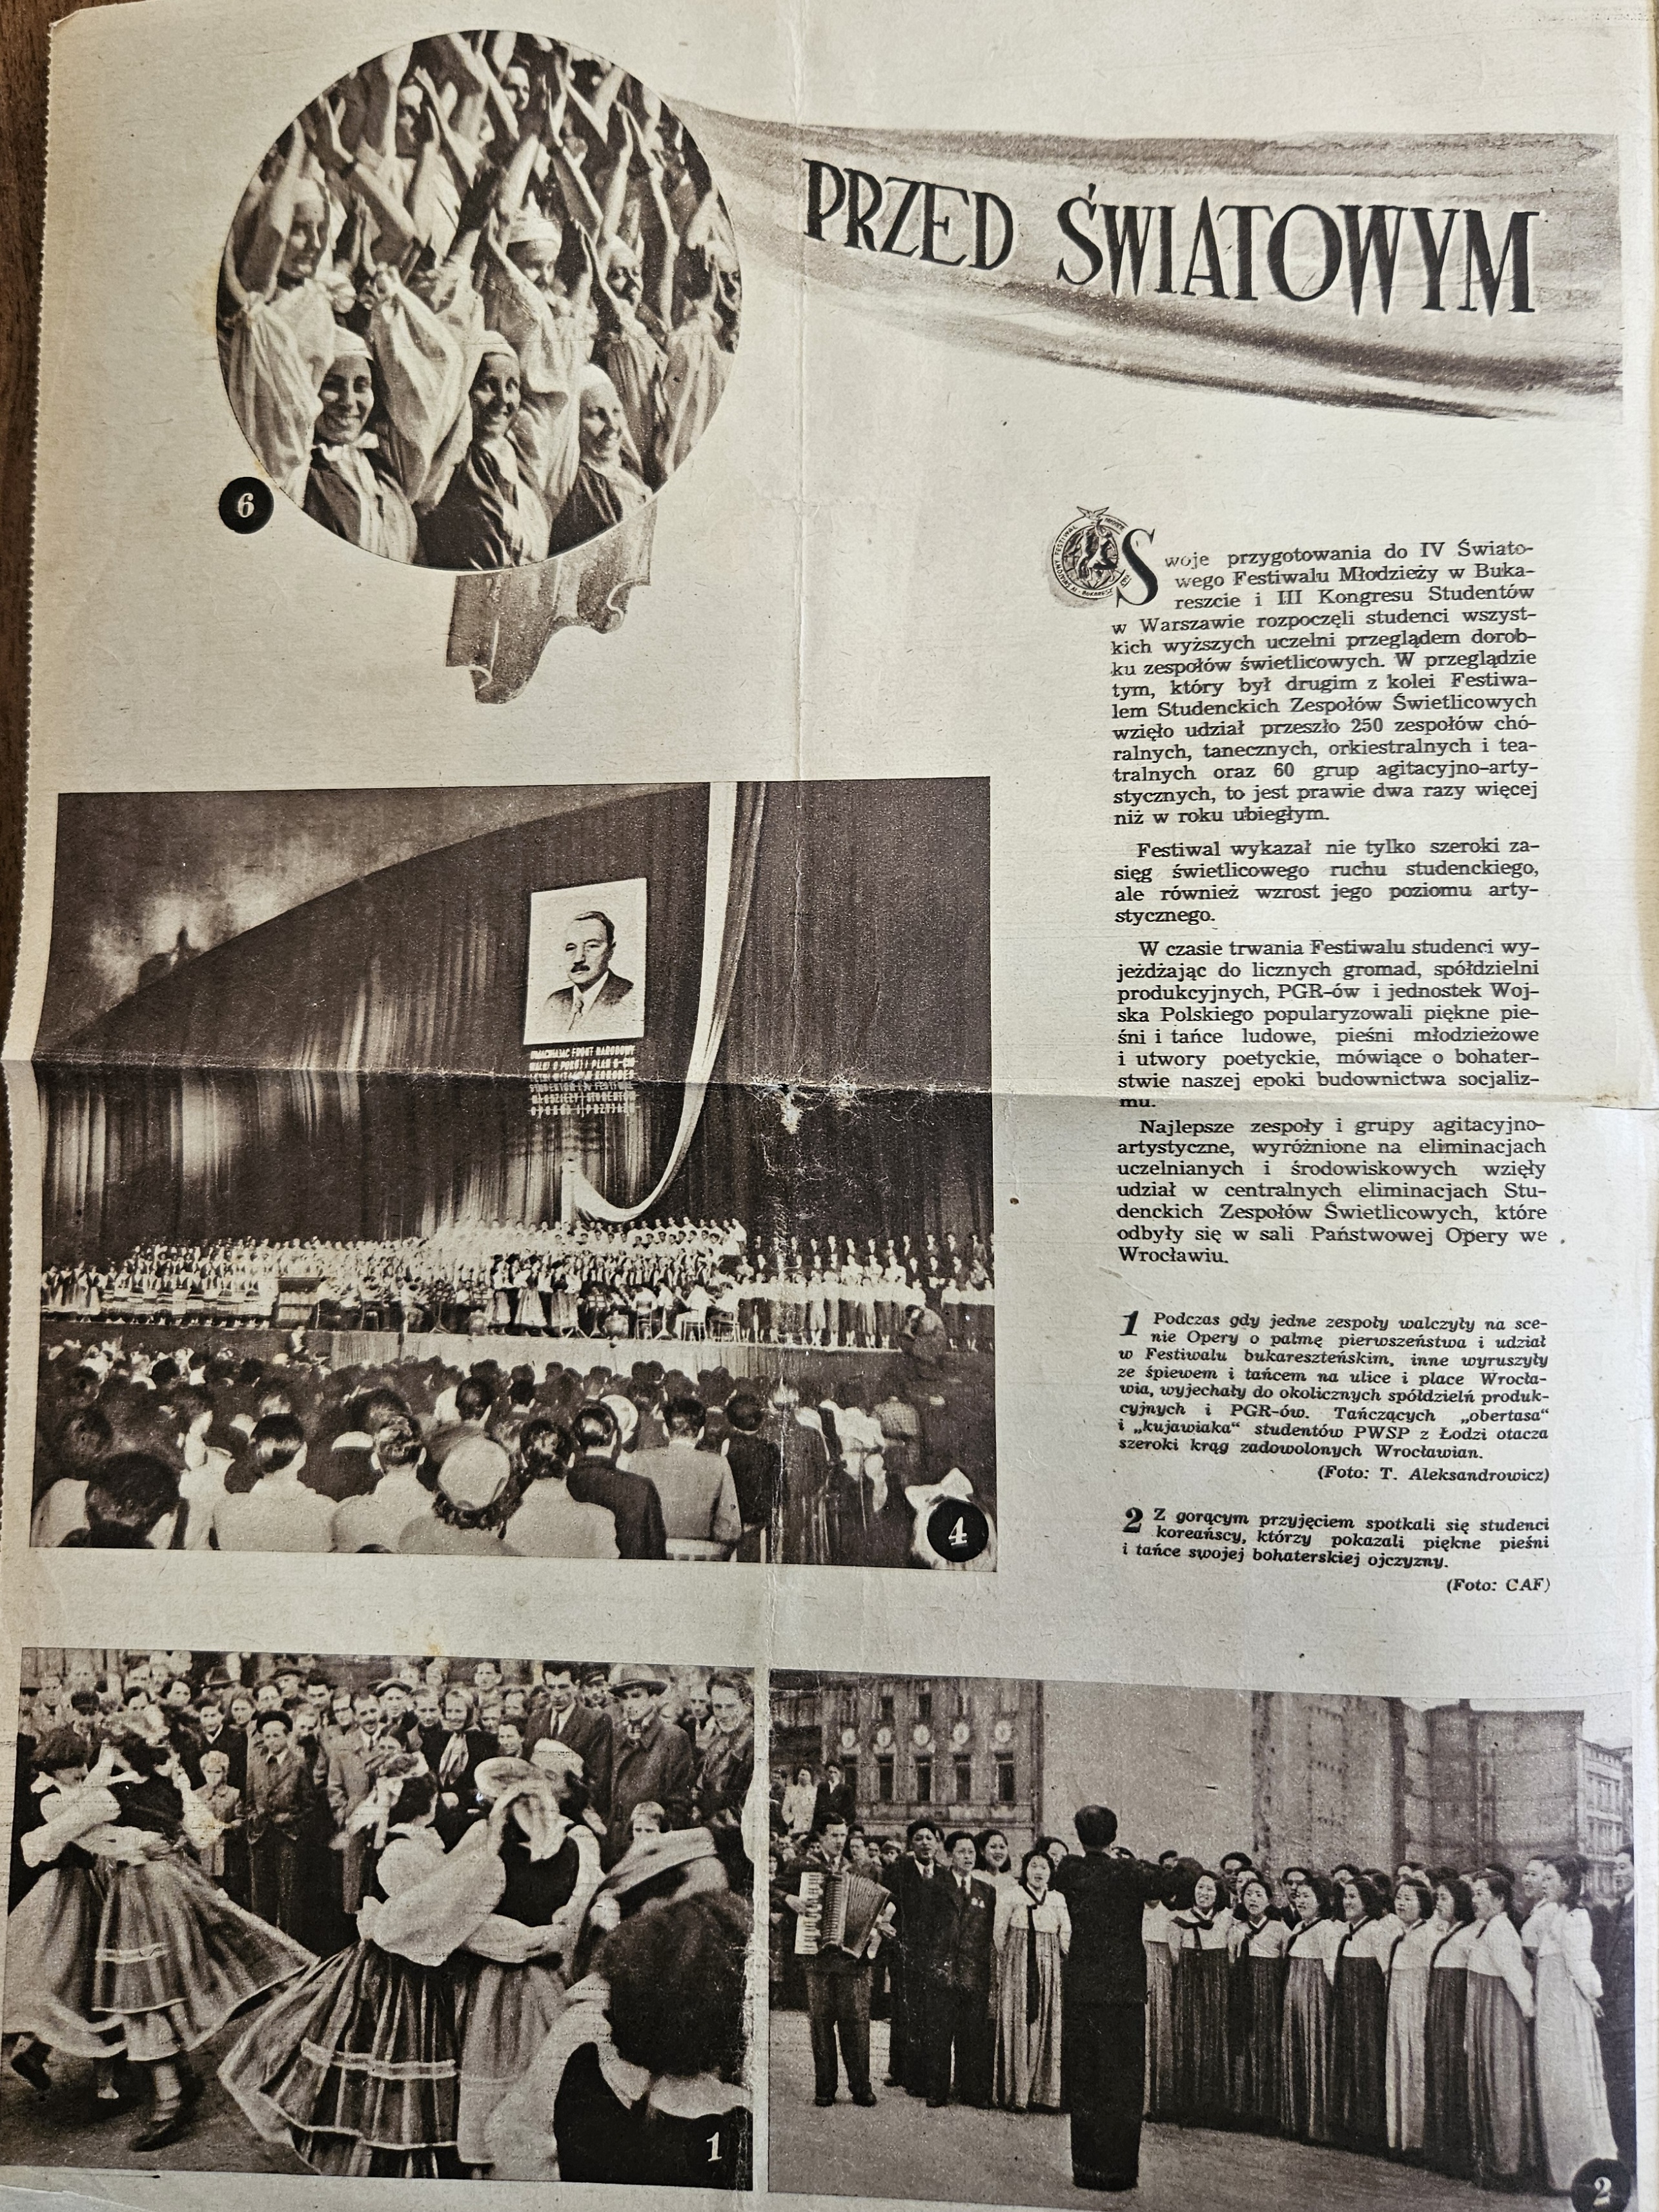 PRZED ŚWIATOWYM
6
Swoje przygotowania do IV Świato-
wego Festiwalu Młodzieży w Buka-
reszcie i III Kongresu Studentów
w Warszawie rozpoczęli studenci wszyst-
kich wyższych uczelni przeglądem dorob-
ku zespołów świetlicowych. W przeglądzie
tym, który był drugim z kolei Festiwa-
lem Studenckich Zespołów Świetlicowych
wzięło udział przeszło 250 zespołów chó-
ralnych, tanecznych, orkiestralnych i tea-
tralnych oraz 60 grup agitacyjno-arty-
stycznych, to jest prawie dwa razy więcej
niż w roku ubiegłym.
Festiwal wykazał nie tylko szeroki za-
sięg świetlicowego ruchu studenckiego,
ale również wzrost jego poziomu arty-
stycznego.
W czasie trwania Festiwalu studenci wy-
jeżdżając do licznych gromad, spółdzielni
produkcyjnych, PGR-ów i jednostek Woj-
ska Polskiego popularyzowali piękne pie-
śni i tańce ludowe, pieśni młodzieżowe
i utwory poetyckie, mówiące o bohater-
stwie naszej epoki budownictwa socjaliz-
mu.
Najlepsze zespoły i grupy agitacyjno-
artystyczne, wyróżnione na eliminacjach
uczelnianych i środowiskowych wzięły
udział w centralnych eliminacjach Stu-
denckich Zespołów Świetlicowych, które
odbyły się w sali Państwowej Opery we
Wrocławiu.
1 Podczas gdy jedne zespoły walczyły na sce-
nie Opery o palmę pierwszeństwa i udział
w Festiwalu bukareszteńskim, inne wyruszyły
ze śpiewem i tańcem na ulice i place Wrocła-
wia, wyjechały do okolicznych spółdzielń produk-
cyjnych i PGR-ów. Tańczących „obertasa“
i „kujawiaka“ studentów PWSP z Łodzi otacza
szeroki krąg zadowolonych Wrocławian.
(Foto: T. Aleksandrowicz)
2 Z gorącym przyjęciem spotkali się studenci
koreańscy, którzy pokazali piękne pieśni
i tańce swojej bohaterskiej ojczyzny.
(Foto: CAF)
FRONT NARODOWY
4
1
2